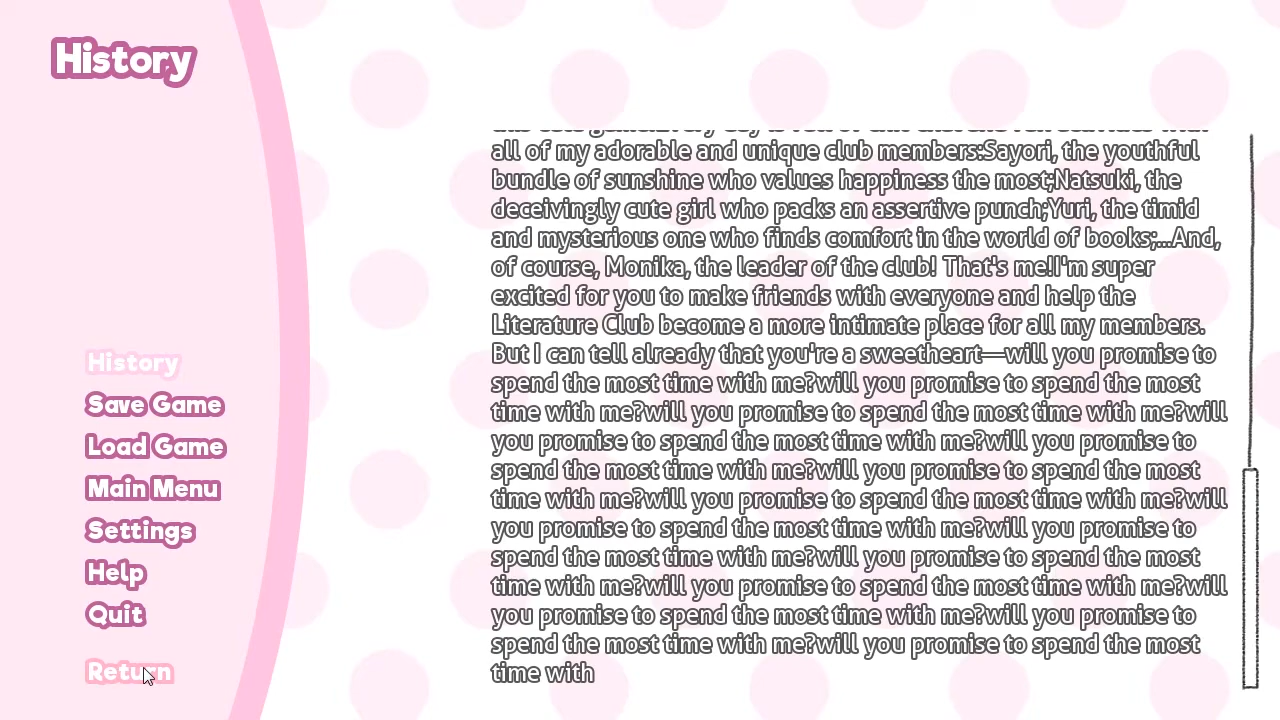 History
all of my adorable and unique club members:Sayori, the youthful
bundle of sunshine who values happiness the most;Natsuki, the
deceivingly cute girl who packs an assertive punch;Yuri, the timid
and mysterious one who finds comfort in the world of books;...And,
of course, Monika, the leader of the club! That's me!I'm super
excited for you to make friends with everyone and help the
Literature Club become a more intimate place for all my members.
But I can tell already that you're a sweetheart—will you promise to
spend the most time with me?will you promise to spend the most
time with me?will you promise to spend the most time with me?will
you promise to spend the most time with me?will you promise to
spend the most time with me?will you promise to spend the most
time with me?will you promise to spend the most time with me?will
you promise to spend the most time with me?will you promise to
spend the most time with me?will you promise to spend the most
time with me?will you promise to spend the most time with me?will
you promise to spend the most time with me?will you promise to
spend the most time with me?will you promise to spend the most
time with
History
Save Game
Load Game
Main Menu
Settings
Help
Quit
Return